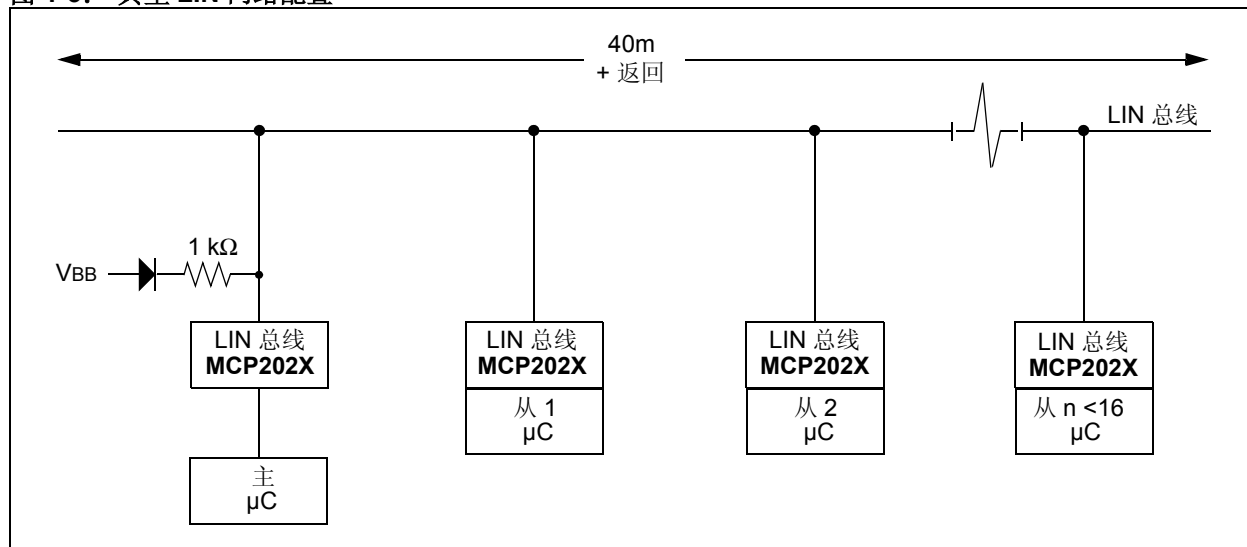 40m
+ 返回
LIN 总线
1 kΩ
VBB
LIN 总线
MCP202X
LIN 总线
MCP202X
LIN 总线
MCP202X
LIN 总线
MCP202X
从 1
µC
从 2
µC
从 n <16
µC
主
µC